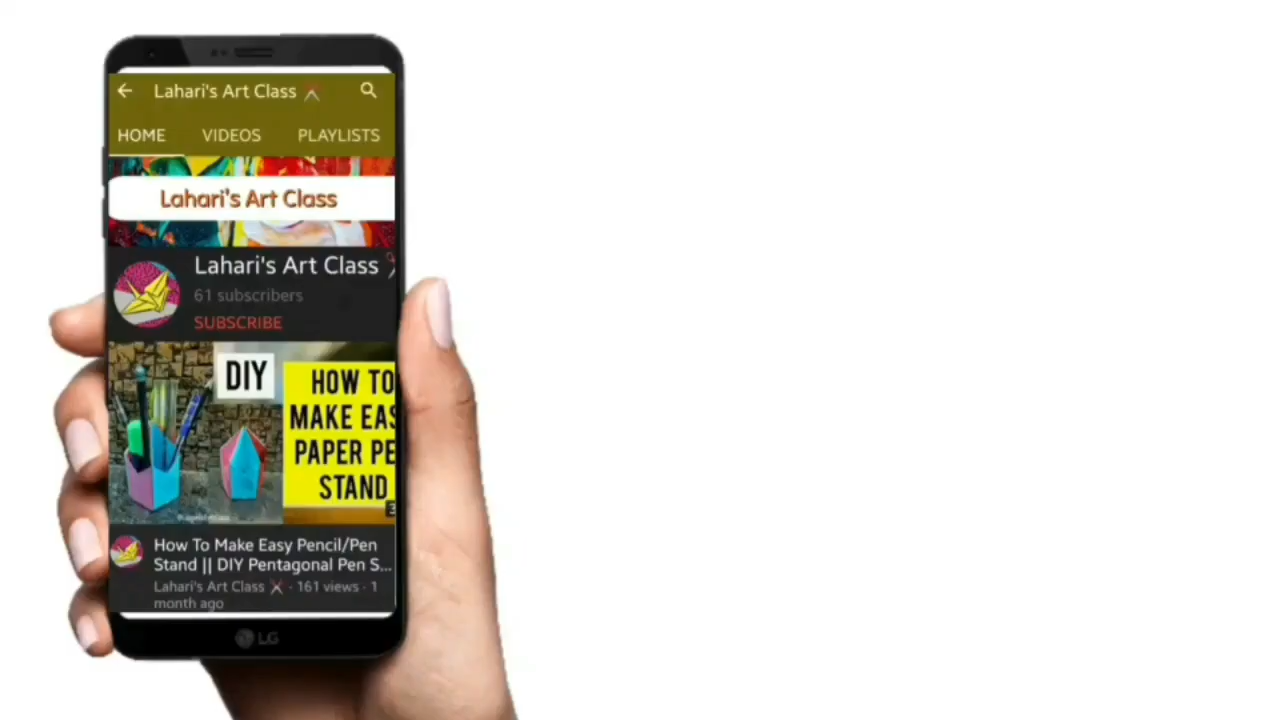 Lahari's Art Class
HOME VIDEOS PLAYLISTS
Lahari's Art Class
Lahari's Art Class
61 subscribers
SUBSCRIBE
DIY
HOW TO
MAKE EAS
PAPER PE
STAND
How To Make Easy Pencil/Pen
Stand || DIY Pentagonal Pen S...
Lahari's Art Class · 161 views · 1
month ago
LG